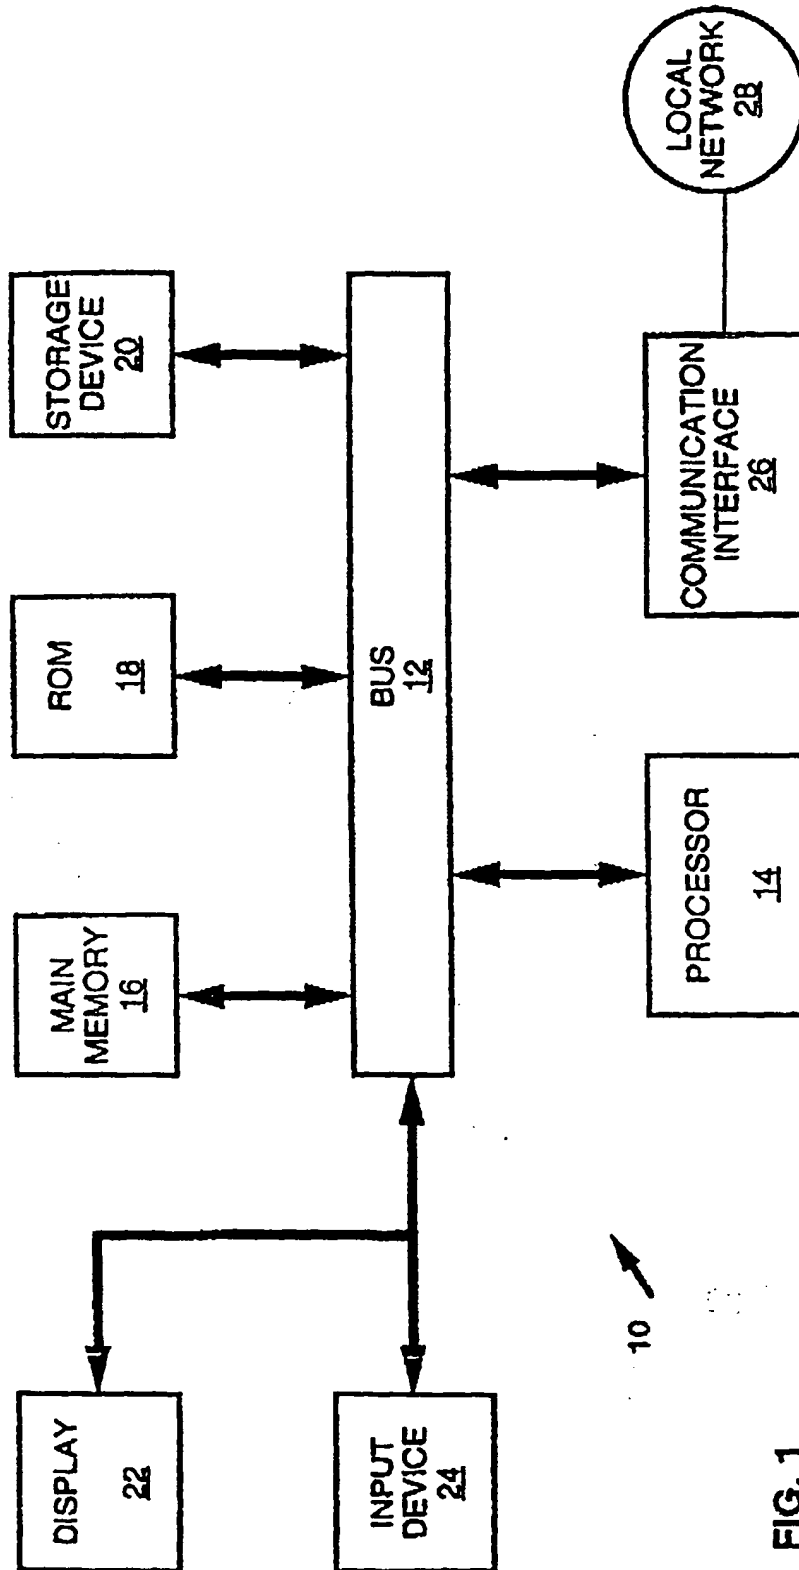 DISPLAY
22
INPUT
DEVICE
24
MAIN
MEMORY
16
ROM
18
STORAGE
DEVICE
20
BUS
12
PROCESSOR
14
COMMUNICATION
INTERFACE
26
LOCAL
NETWORK
28
10
FIG. 1